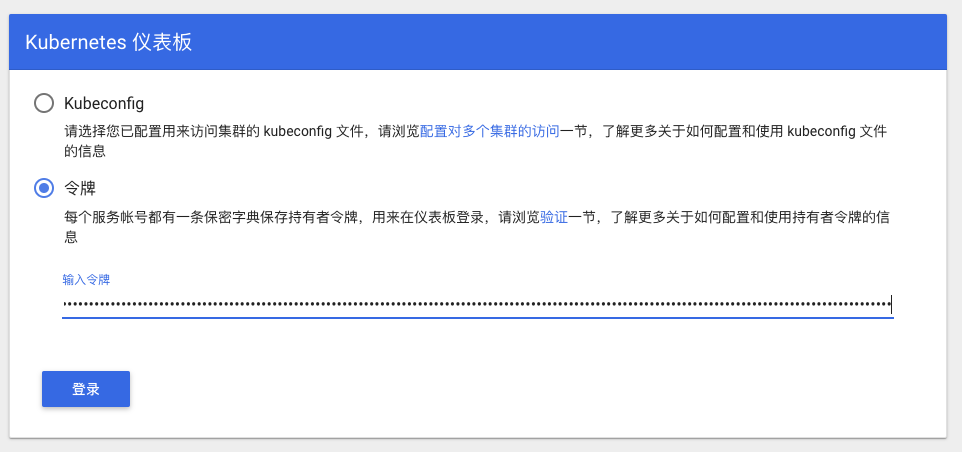 Kubernetes 仪表板
Kubeconfig
请选择您已配置用来访问集群的 kubeconfig 文件，请浏览配置对多个集群的访问一节，了解更多关于如何配置和使用 kubeconfig 文件
的信息
令牌
每个服务帐号都有一条保密字典保存持有者令牌，用来在仪表板登录，请浏览验证一节，了解更多关于如何配置和使用持有者令牌的信
息
输入令牌
登录